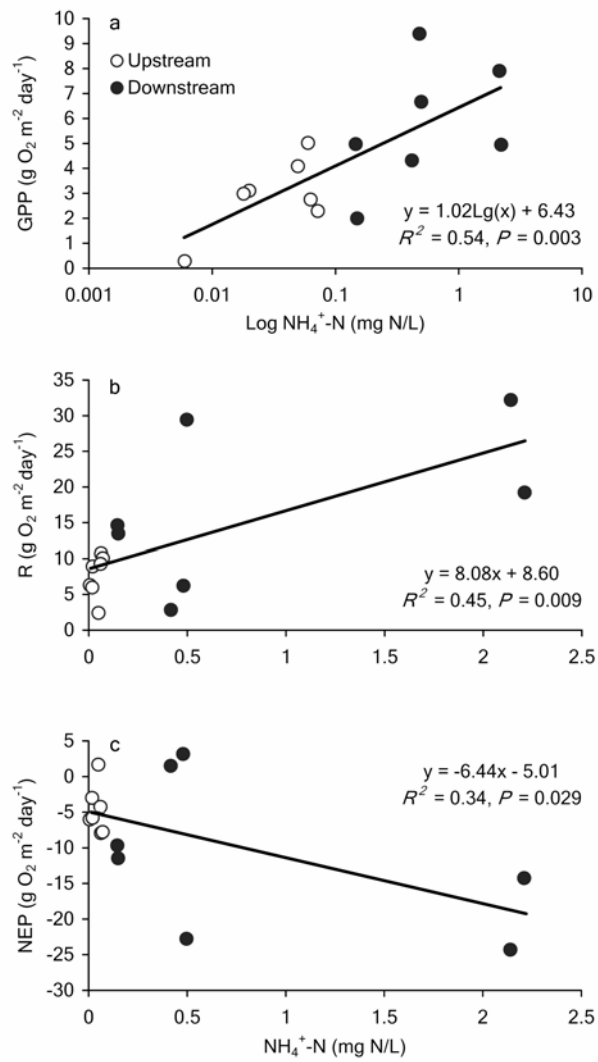 a
Upstream
Downstream
10
9
8
7
6
5
4
3
2
1
0
GPP (g O₂ m⁻² day⁻¹)
y = 1.02Lg(x) + 6.43
R² = 0.54, P = 0.003
0.001 0.01 0.1 1 10
Log NH₄⁺-N (mg N/L)
b
35
30
25
20
15
10
5
0
R (g O₂ m⁻² day⁻¹)
y = 8.08x + 8.60
R² = 0.45, P = 0.009
0 0.5 1 1.5 2 2.5
c
5
0
-5
-10
-15
-20
-25
-30
NEP (g O₂ m⁻² day⁻¹)
y = -6.44x - 5.01
R² = 0.34, P = 0.029
0 0.5 1 1.5 2 2.5
NH₄⁺-N (mg N/L)